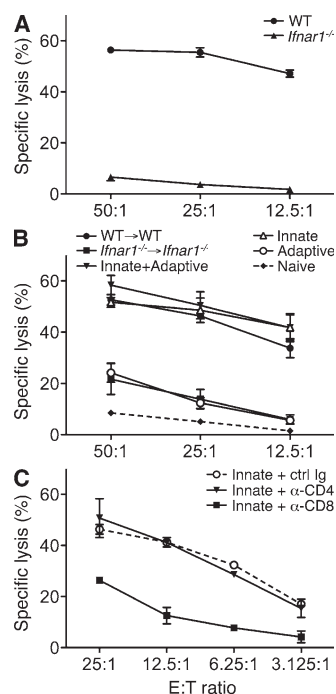 A
WT
Ifnar1-/-
Specific lysis (%)
60
40
20
0
50:1 25:1 12.5:1
B
WT→WT
Innate
Ifnar1-/-→Ifnar1-/-
Adaptive
Innate+Adaptive
Naive
Specific lysis (%)
60
40
20
0
50:1 25:1 12.5:1
C
Innate + ctrl Ig
Innate + α-CD4
Innate + α-CD8
Specific lysis (%)
60
40
20
0
25:1 12.5:1 6.25:1 3.125:1
E:T ratio